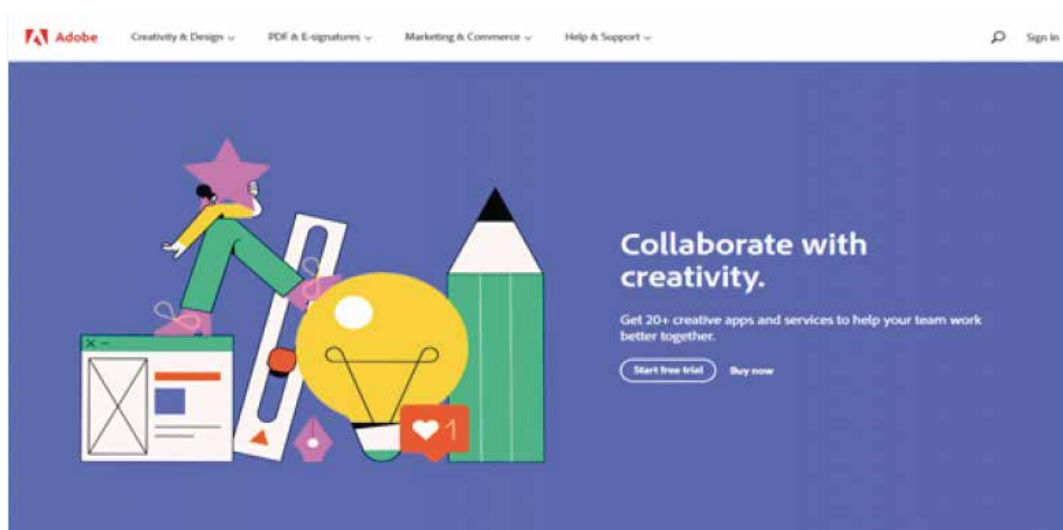 Adobe
Creativity & Design
PDF & E-signatures
Marketing & Commerce
Help & Support
Sign In
Collaborate with
creativity.
Get 20+ creative apps and services to help your team work
better together.
Start free trial
Buy now
1